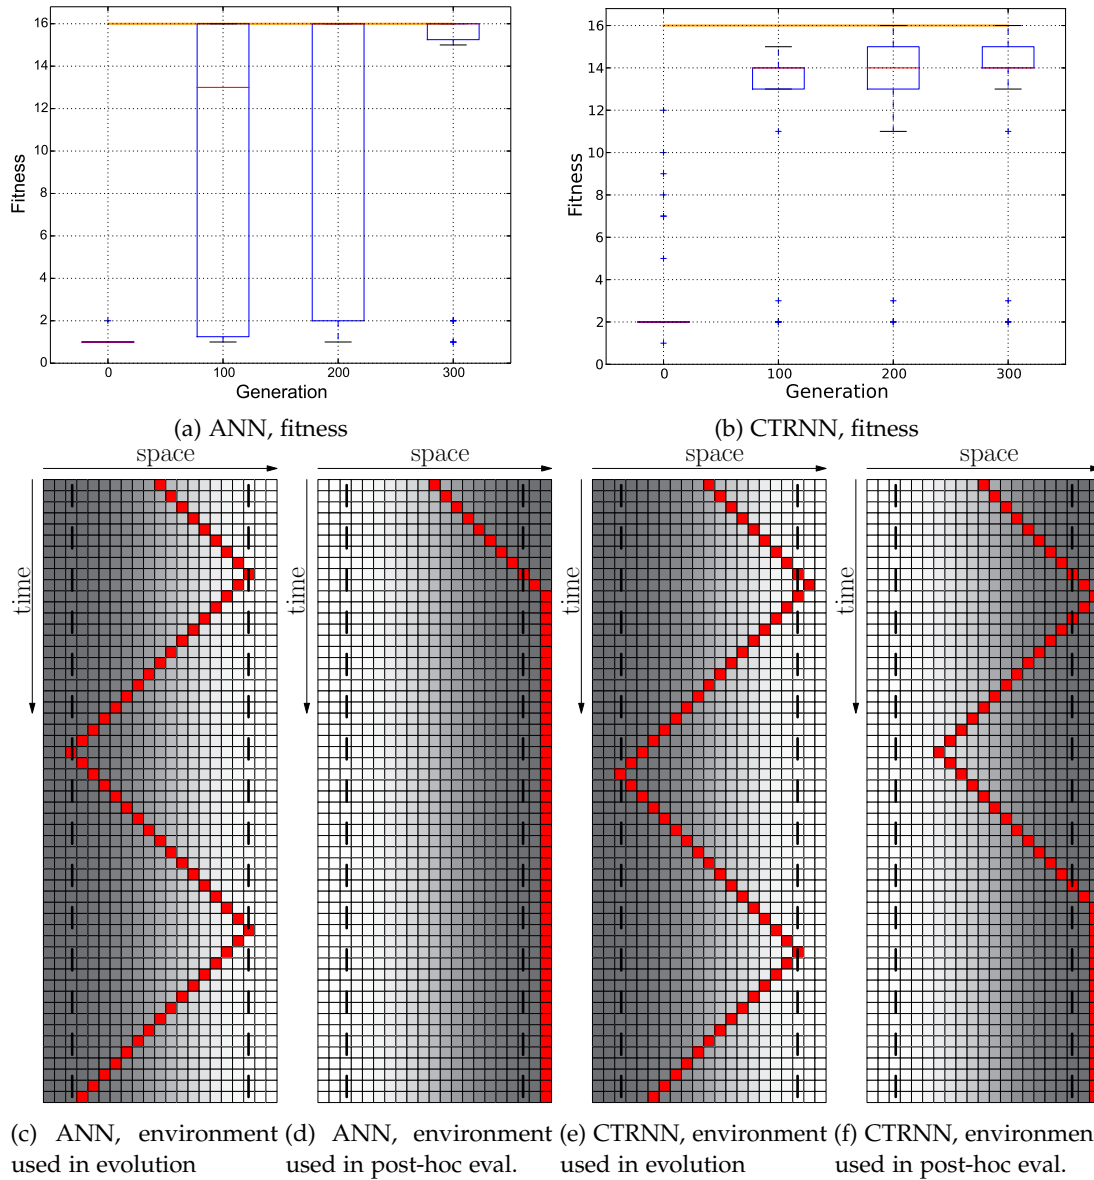 16
14
12
10
8
6
4
2
0
Fitness
0 100 200 300
Generation
16
14
12
10
8
6
4
2
0
Fitness
0 100 200 300
Generation
(a) ANN, fitness
(b) CTRNN, fitness
space
space
space
space
time
time
time
time
(c) ANN, environment
used in evolution
(d) ANN, environment
used in post-hoc eval.
(e) CTRNN, environment
used in evolution
(f) CTRNN, environmen
used in post-hoc eval.